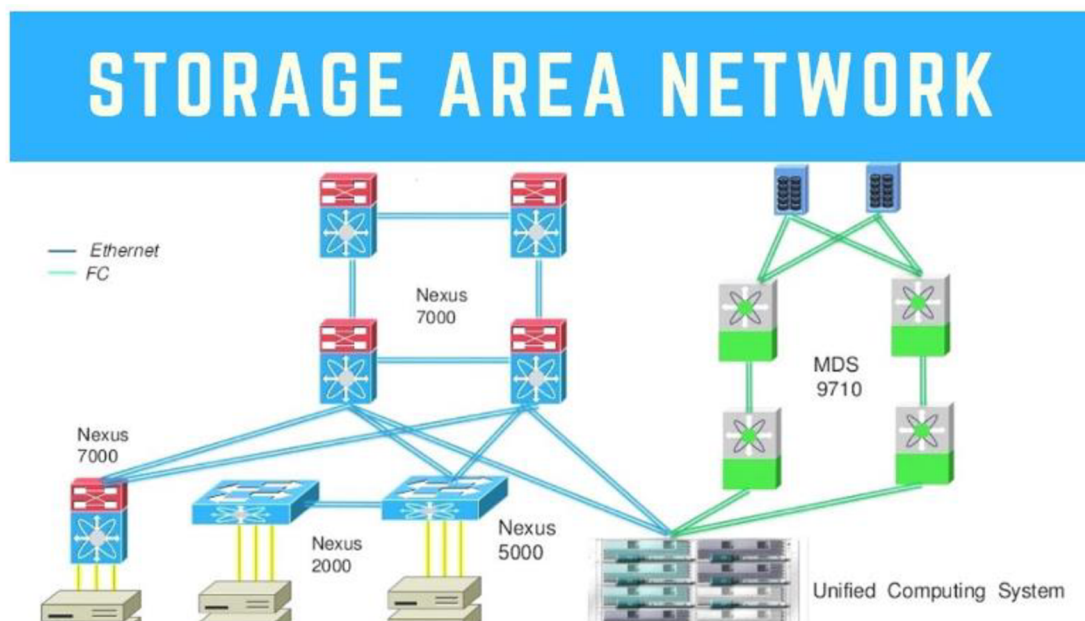 STORAGE AREA NETWORK
Ethernet
FC
Nexus
7000
MDS
9710
Nexus
7000
Nexus
2000
Nexus
5000
Unified Computing System